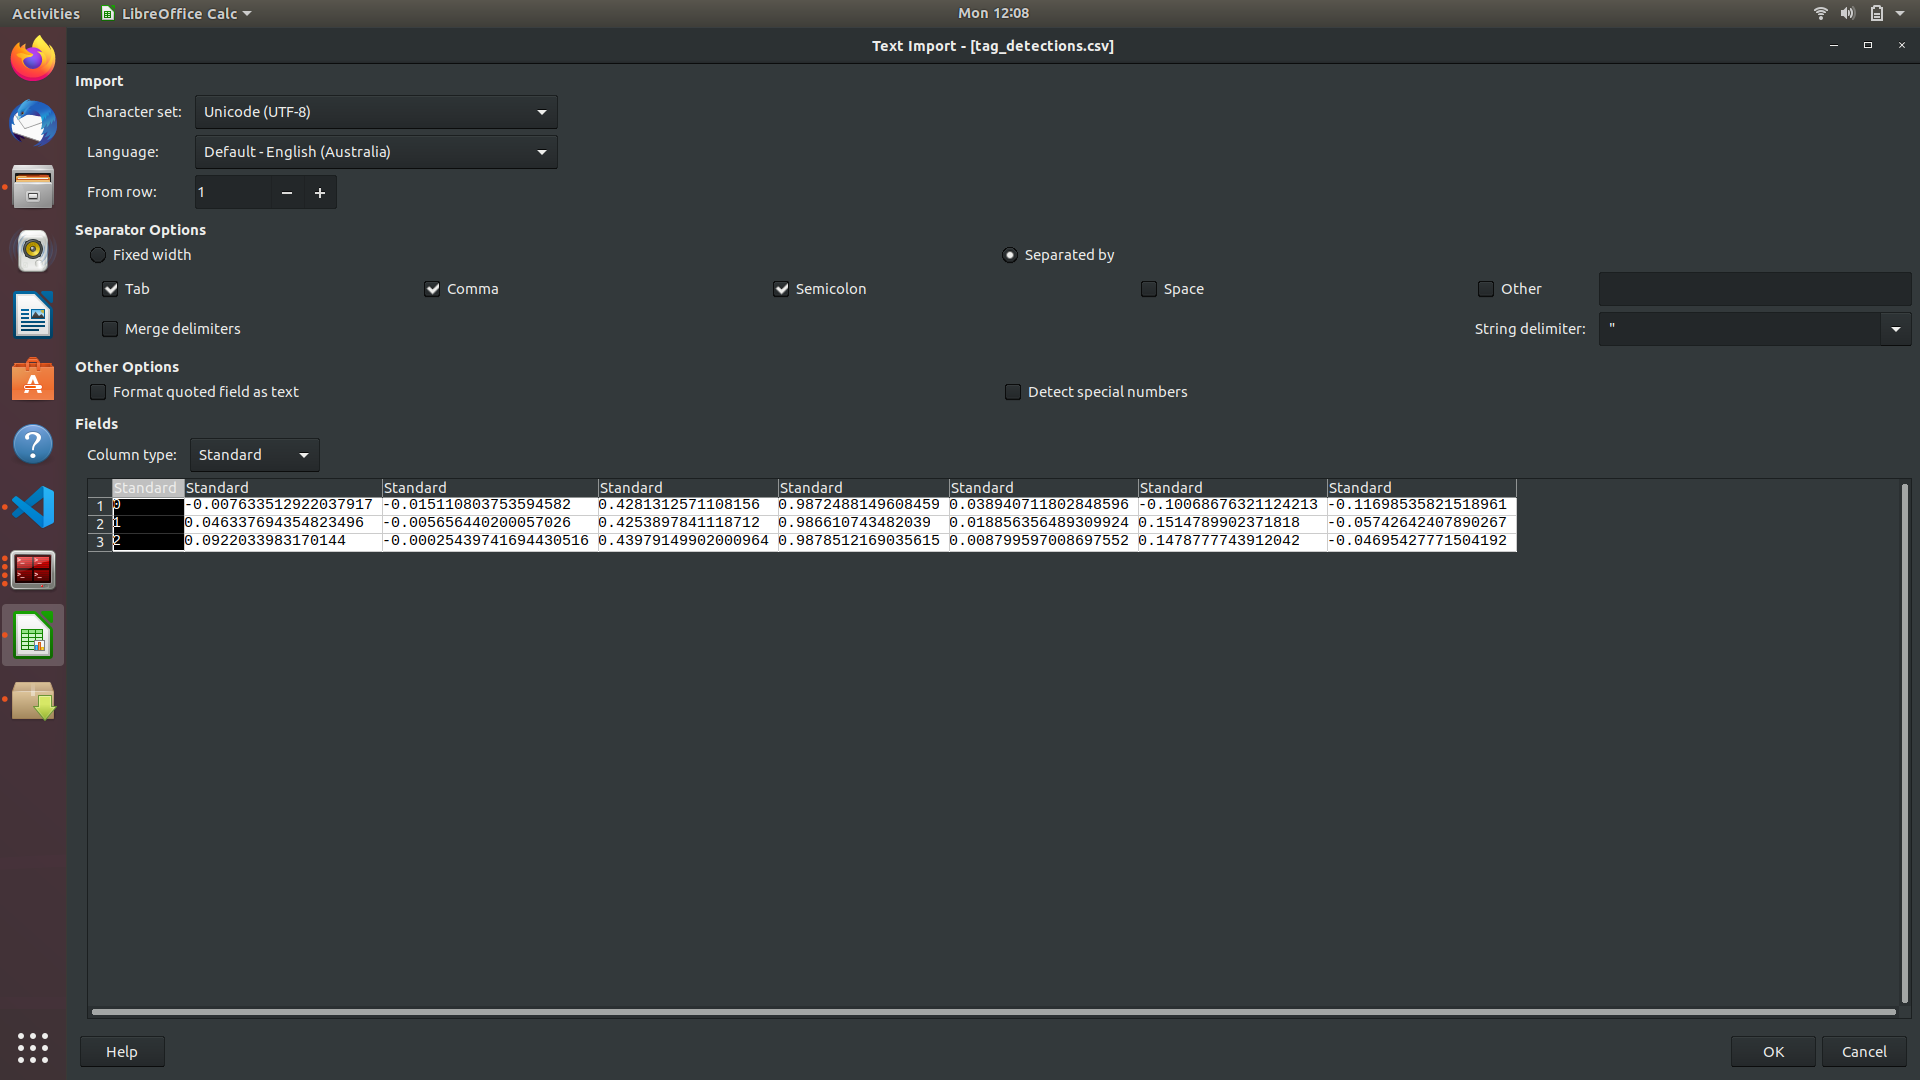 Activities LibreOffice Calc Mon 12:08
Text Import - [tag_detections.csv]
Import
Character set: Unicode (UTF-8)
Language: Default - English (Australia)
From row: 1
Separator Options
Fixed width Separated by
Tab Comma Semicolon Space Other
Merge delimiters String delimiter: "
Other Options
Format quoted field as text Detect special numbers
Fields
Column type: Standard
Standard Standard Standard Standard Standard Standard Standard Standard
1 0 -0.007633512922037917 -0.015110803753594582 0.4281312571108156 0.9872488149608459 0.038940711802848596 -0.10068676321124213 -0.11698535821518961
2 1 0.046337694354823496 -0.005656440200057026 0.4253897841118712 0.986610743482039 0.018856356489309924 0.1514789902371818 -0.05742642407890267
3 2 0.0922033983170144 -0.00025439741694430516 0.43979149902000964 0.9878512169035615 0.008799597008697552 0.1478777743912042 -0.04695427771504192
Help OK Cancel